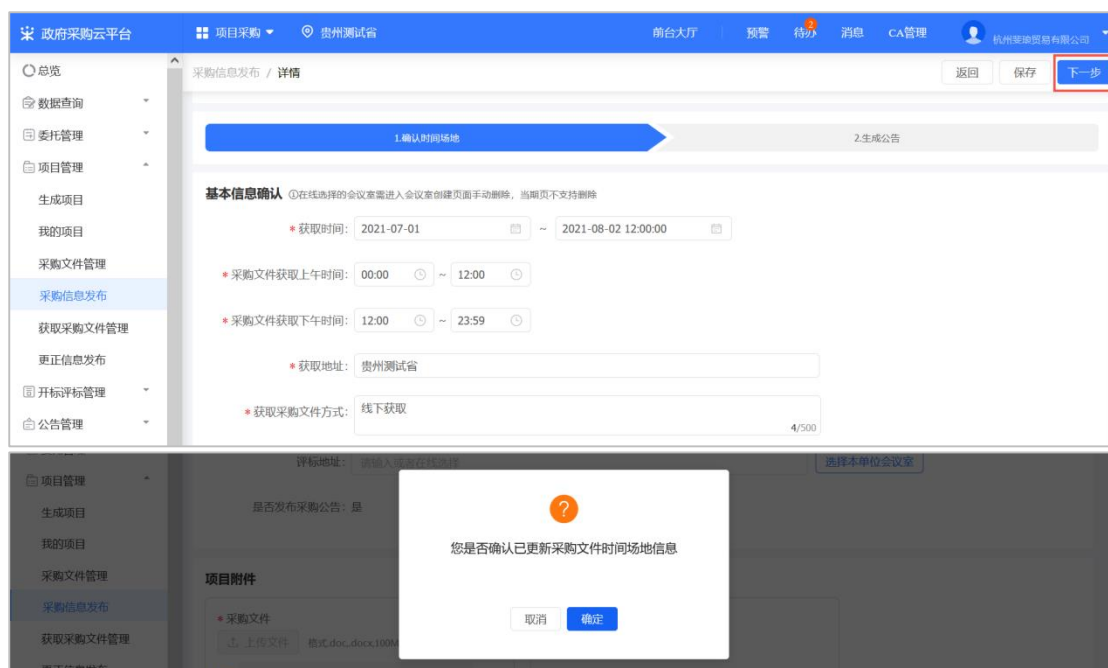 政府采购云平台
项目采购
贵州测试省
前台大厅
预警
待办
2
消息
CA管理
杭州斐琅贸易有限公司
总览
数据查询
委托管理
项目管理
生成项目
我的项目
采购文件管理
采购信息发布
获取采购文件管理
更正信息发布
开标评标管理
公告管理
采购信息发布 / 详情
返回
保存
下一步
1.确认时间场地
2.生成公告
基本信息确认 ①在线选择的会议室需进入会议室创建页面手动删除，当期页不支持删除
* 获取时间： 2021-07-01 ~ 2021-08-02 12:00:00
* 采购文件获取上午时间： 00:00 ~ 12:00
* 采购文件获取下午时间： 12:00 ~ 23:59
* 获取地址： 贵州测试省
* 获取采购文件方式： 线下获取
4/500
项目管理
生成项目
我的项目
采购文件管理
采购信息发布
获取采购文件管理
评标地址： 请输入或者在线选择
选择本单位会议室
是否发布采购公告：是
项目附件
* 采购文件
上传文件 格式.doc,.docx,100M
您是否确认已更新采购文件时间场地信息
取消
确定